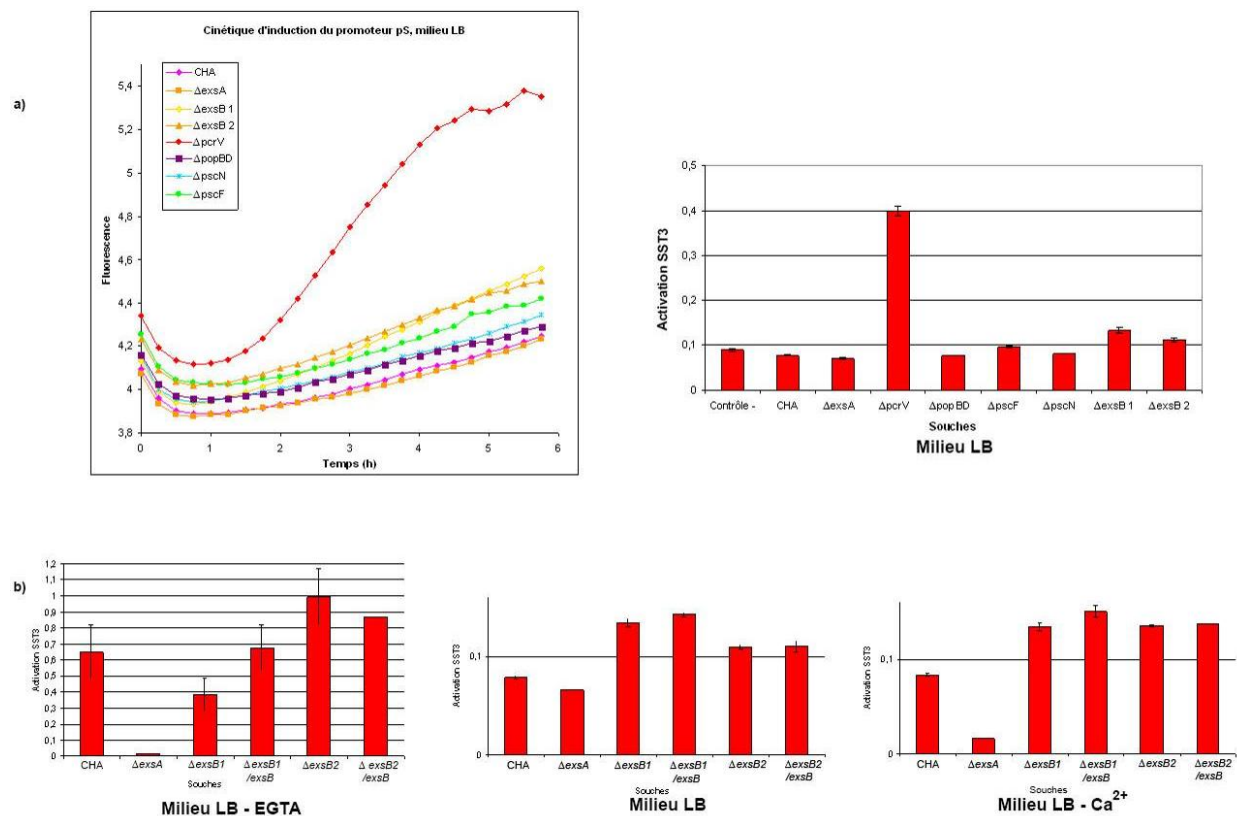 a)
Cinétique d'induction du promoteur pS, milieu LB
CHA
ΔexsA
ΔexsB 1
ΔexsB 2
ΔpcrV
ΔpopBD
ΔpscN
ΔpscF
Fluorescence
5,4
5,2
5
4,8
4,6
4,4
4,2
4
3,8
0 1 2 3 4 5 6
Temps (h)
Activation SST3
0,5
0,4
0,3
0,2
0,1
0
Contrôle - CHA ΔexsA ΔpcrV ΔpopBD ΔpscF ΔpscN ΔexsB 1 ΔexsB 2
Souches
Milieu LB
b)
Activation SST3
1,2
1,1
1
0,9
0,8
0,7
0,6
0,5
0,4
0,3
0,2
0,1
0
CHA ΔexsA ΔexsB1 ΔexsB1 /exsB ΔexsB2 ΔexsB2 /exsB
Souches
Milieu LB - EGTA
Activation SST3
0,1
0
CHA ΔexsA ΔexsB1 ΔexsB1 /exsB ΔexsB2 ΔexsB2 /exsB
Souches
Milieu LB
Activation SST3
0,1
0
CHA ΔexsA ΔexsB1 ΔexsB1 /exsB ΔexsB2 ΔexsB2 /exsB
Souches
Milieu LB - Ca²⁺